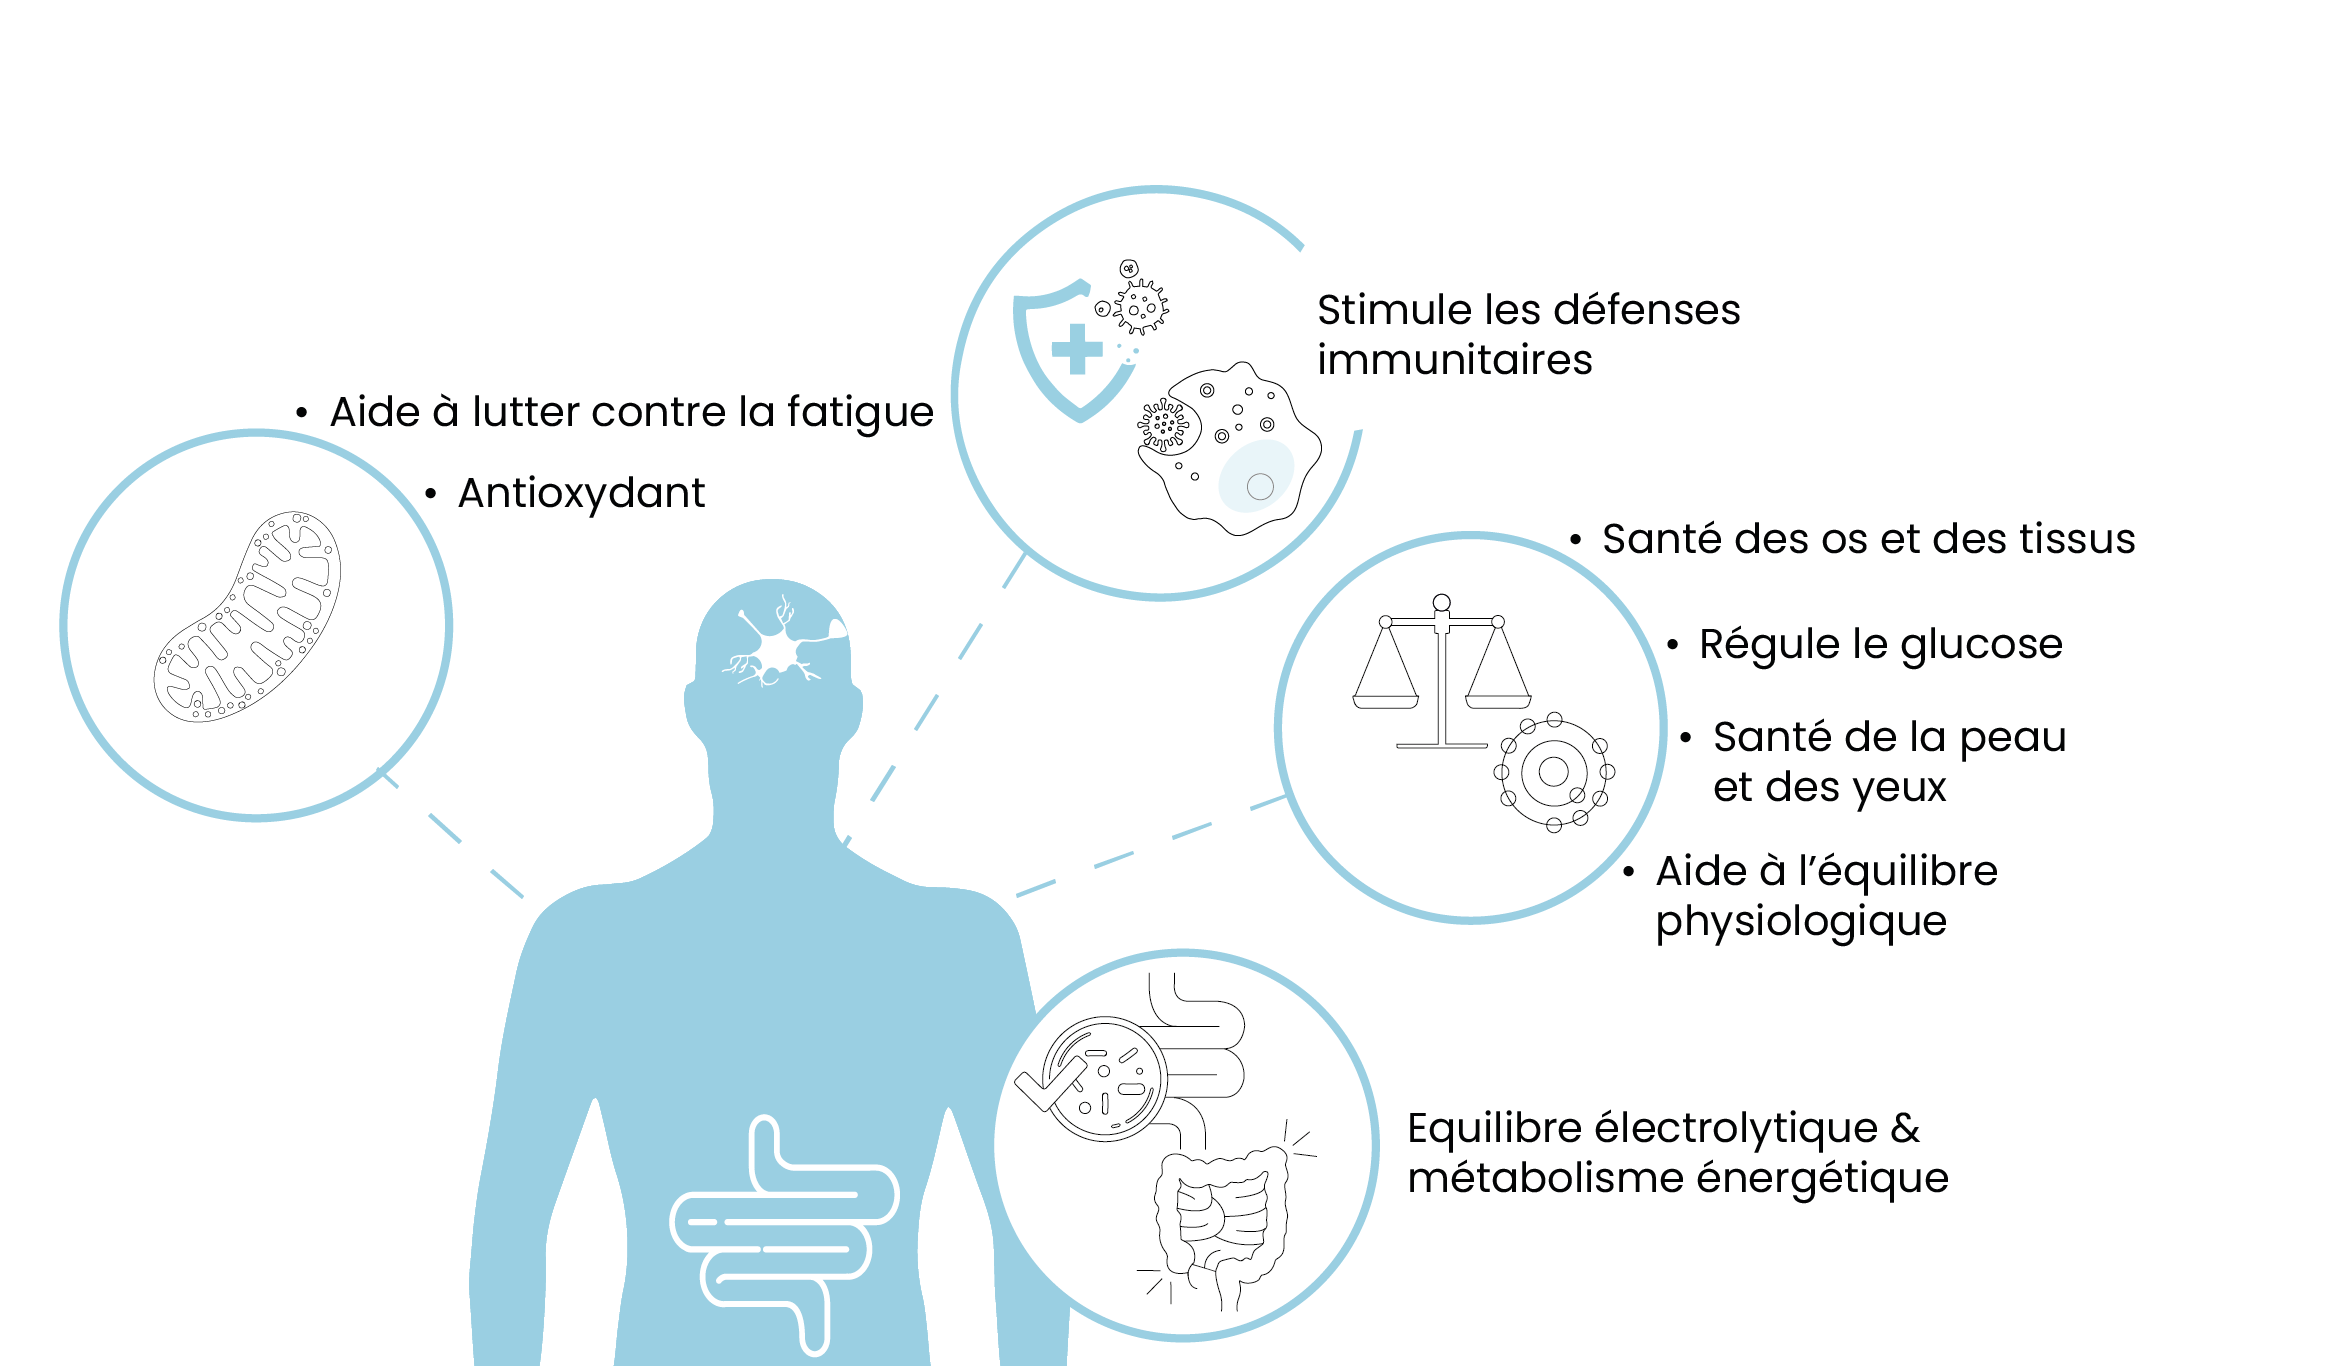 Stimule les défenses
immunitaires
• Aide à lutter contre la fatigue
• Antioxydant
• Santé des os et des tissus
• Régule le glucose
• Santé de la peau
et des yeux
• Aide à l’équilibre
physiologique
Equilibre électrolytique &
métabolisme énergétique